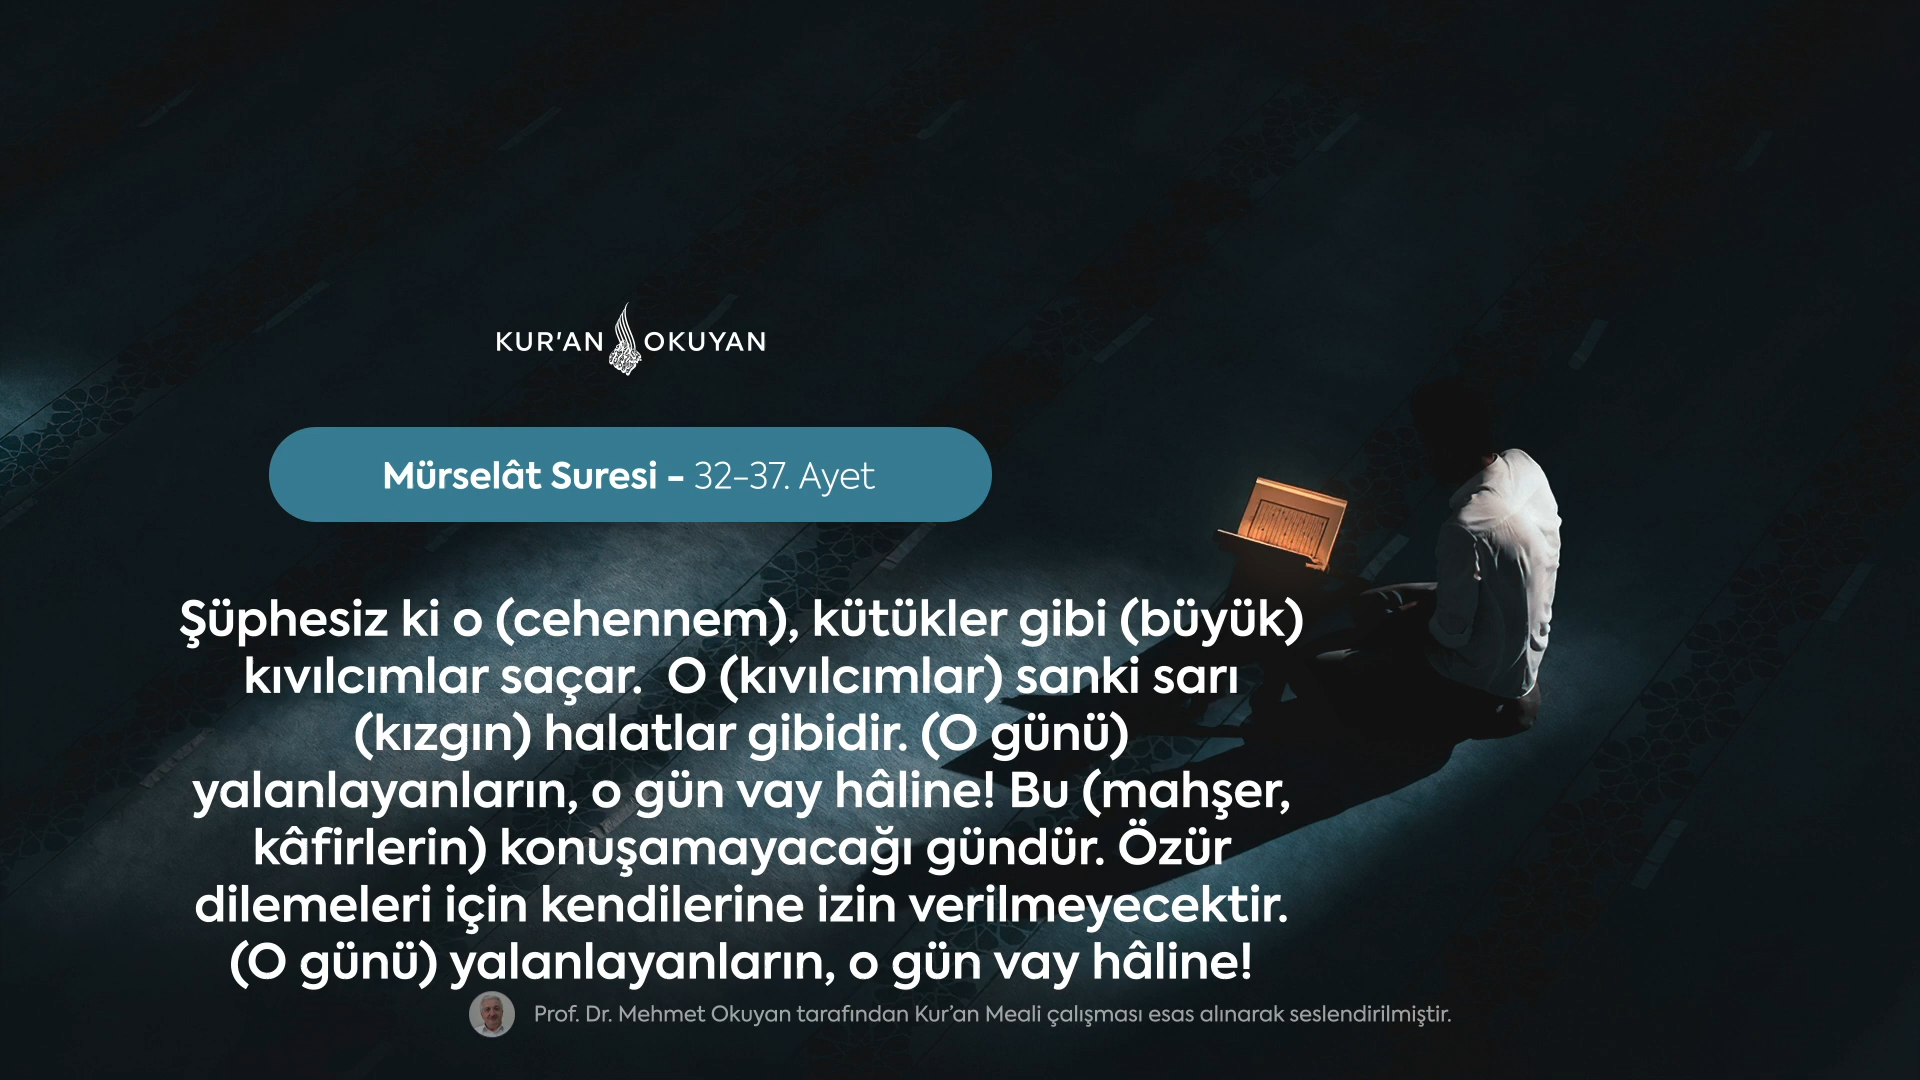 KUR'AN OKUYAN
Mürselât Suresi - 32-37. Ayet
Şüphesiz ki o (cehennem), kütükler gibi (büyük)
kıvılcımlar saçar.  O (kıvılcımlar) sanki sarı
(kızgın) halatlar gibidir. (O günü)
yalanlayanların, o gün vay hâline! Bu (mahşer,
kâfirlerin) konuşamayacağı gündür. Özür
dilemeleri için kendilerine izin verilmeyecektir.
(O günü) yalanlayanların, o gün vay hâline!
Prof. Dr. Mehmet Okuyan tarafından Kur’an Meali çalışması esas alınarak seslendirilmiştir.